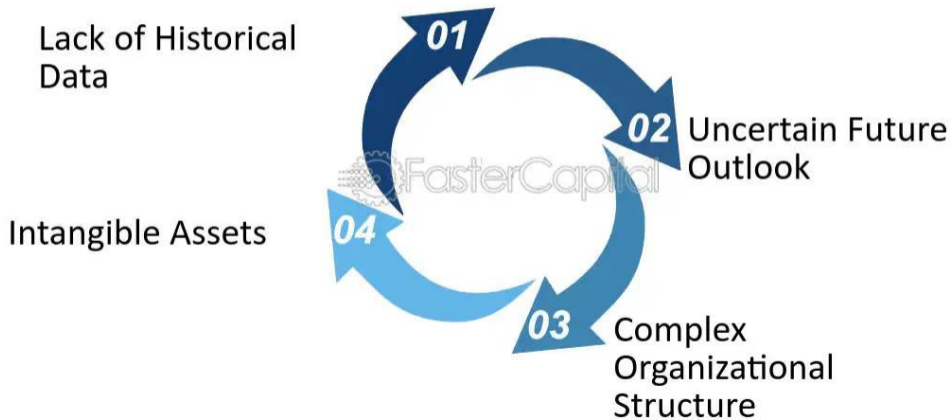 01
Lack of Historical
Data
02
Uncertain Future
Outlook
FasterCapital
04
Intangible Assets
03
Complex
Organizational
Structure